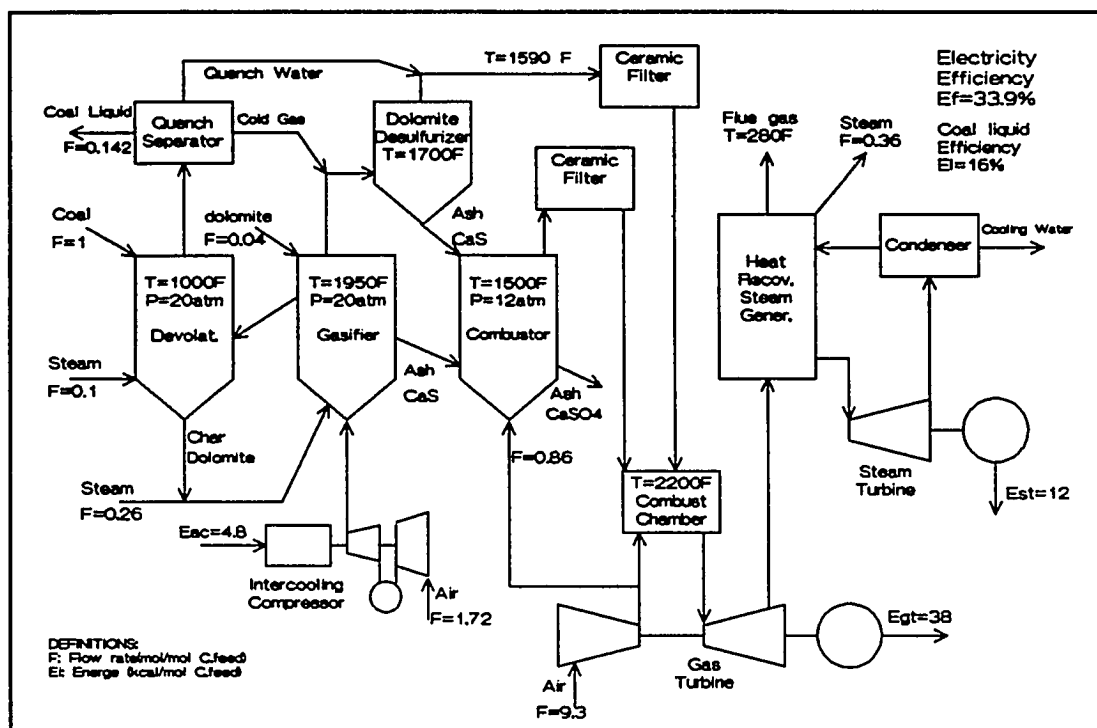 Quench Water
T=1590 F
Ceramic
Filter
Electricity
Efficiency
Ef=33.9%
Coal liquid
Efficiency
El=16%
Coal Liquid
F=0.142
Quench
Separator
Cold Gas
Dolomite
Desulfurizer
T=1700F
Ceramic
Filter
Flue gas
T=280F
Steam
F=0.36
Coal
F=1
dolomite
F=0.04
Ash
CaS
T=1000F
P=20atm
Devolat.
T=1950F
P=20atm
Gasifier
T=1500F
P=12atm
Combustor
Heat
Recov.
Steam
Gener.
Condenser
Cooling Water
Steam
F=0.1
Ash
CaS
Ash
CaSO4
Char
Dolomite
Steam
F=0.26
F=0.86
T=2200F
Combust
Chamber
Steam
Turbine
Est=12
Eac=4.8
Intercooling
Compressor
Air
F=1.72
Air
F=9.3
Gas
Turbine
Egt=38
DEFINITIONS:
F: Flow rate(mol/mol C.feed)
Ei: Energy (kcal/mol C.feed)